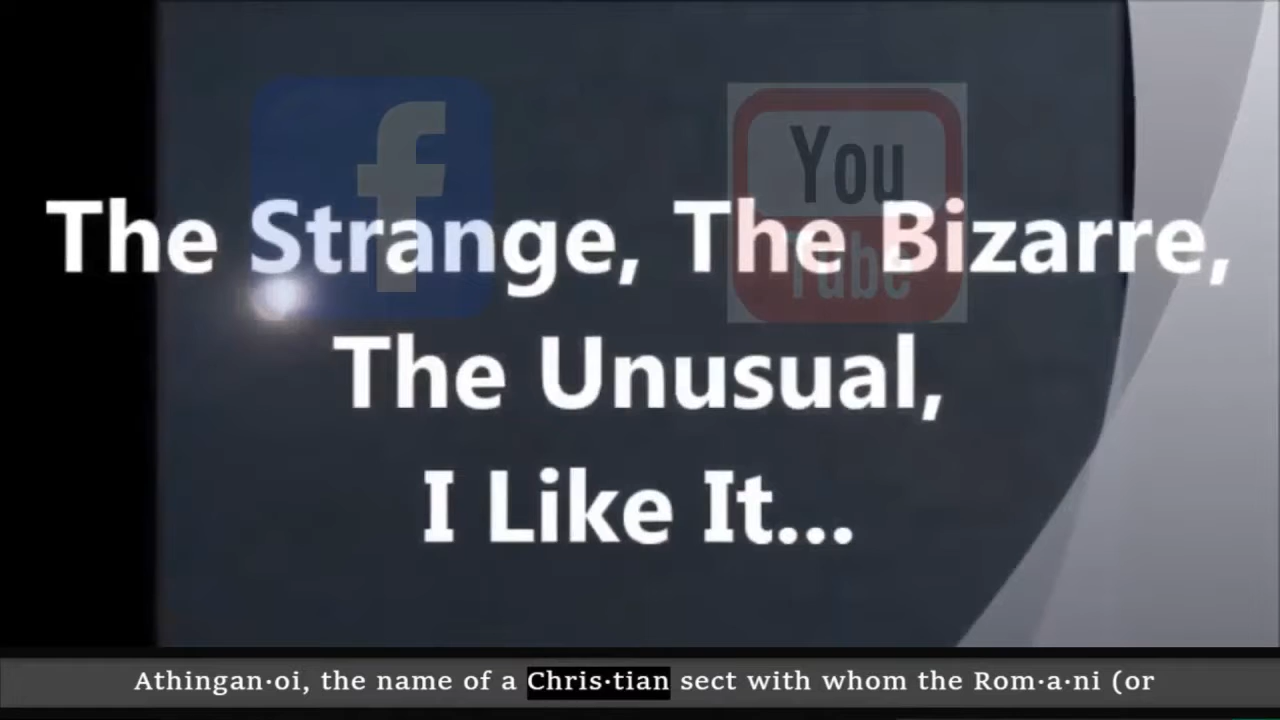 f
You
Tube
The Strange, The Bizarre,
The Unusual,
I Like It...
Athingan·oi, the name of a Chris·tian sect with whom the Rom·a·ni (or